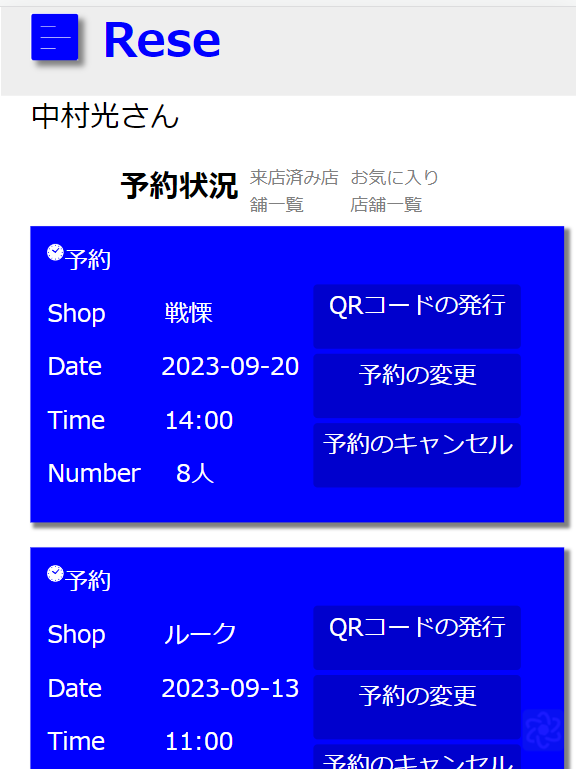 Rese
中村光さん
予約状況 来店済み店 お気に入り
舗一覧 店舗一覧
予約
Shop 戦慄 QRコードの発行
Date 2023-09-20 予約の変更
Time 14:00 予約のキャンセル
Number 8人
予約
Shop ルーク QRコードの発行
Date 2023-09-13 予約の変更
Time 11:00 予約のキャンセル